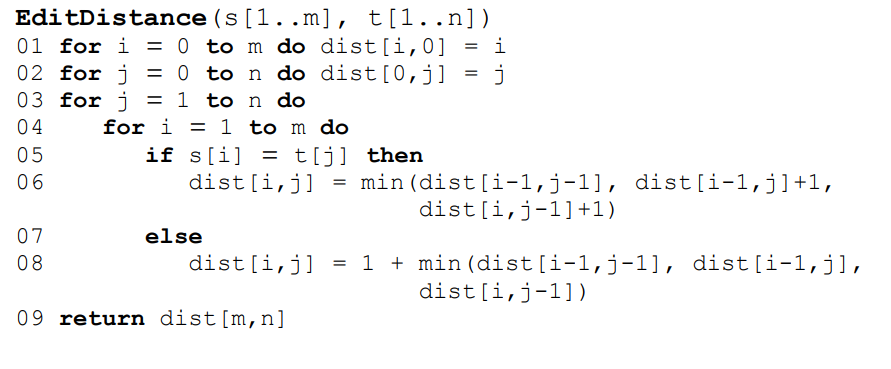 EditDistance(s[1..m], t[1..n])
01 for i = 0 to m do dist[i,0] = i
02 for j = 0 to n do dist[0,j] = j
03 for j = 1 to n do
04    for i = 1 to m do
05       if s[i] = t[j] then
06          dist[i,j] = min(dist[i-1,j-1], dist[i-1,j]+1,
                            dist[i,j-1]+1)
07       else
08          dist[i,j] = 1 + min(dist[i-1,j-1], dist[i-1,j],
                            dist[i,j-1])
09 return dist[m,n]